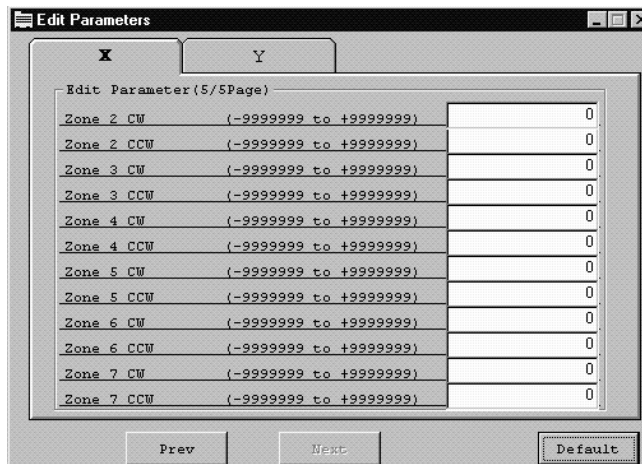 Edit Parameters
X Y
Edit Parameter(5/5Page)
Zone 2 CW (-9999999 to +9999999) 0
Zone 2 CCW (-9999999 to +9999999) 0
Zone 3 CW (-9999999 to +9999999) 0
Zone 3 CCW (-9999999 to +9999999) 0
Zone 4 CW (-9999999 to +9999999) 0
Zone 4 CCW (-9999999 to +9999999) 0
Zone 5 CW (-9999999 to +9999999) 0
Zone 5 CCW (-9999999 to +9999999) 0
Zone 6 CW (-9999999 to +9999999) 0
Zone 6 CCW (-9999999 to +9999999) 0
Zone 7 CW (-9999999 to +9999999) 0
Zone 7 CCW (-9999999 to +9999999) 0
Prev Next Default